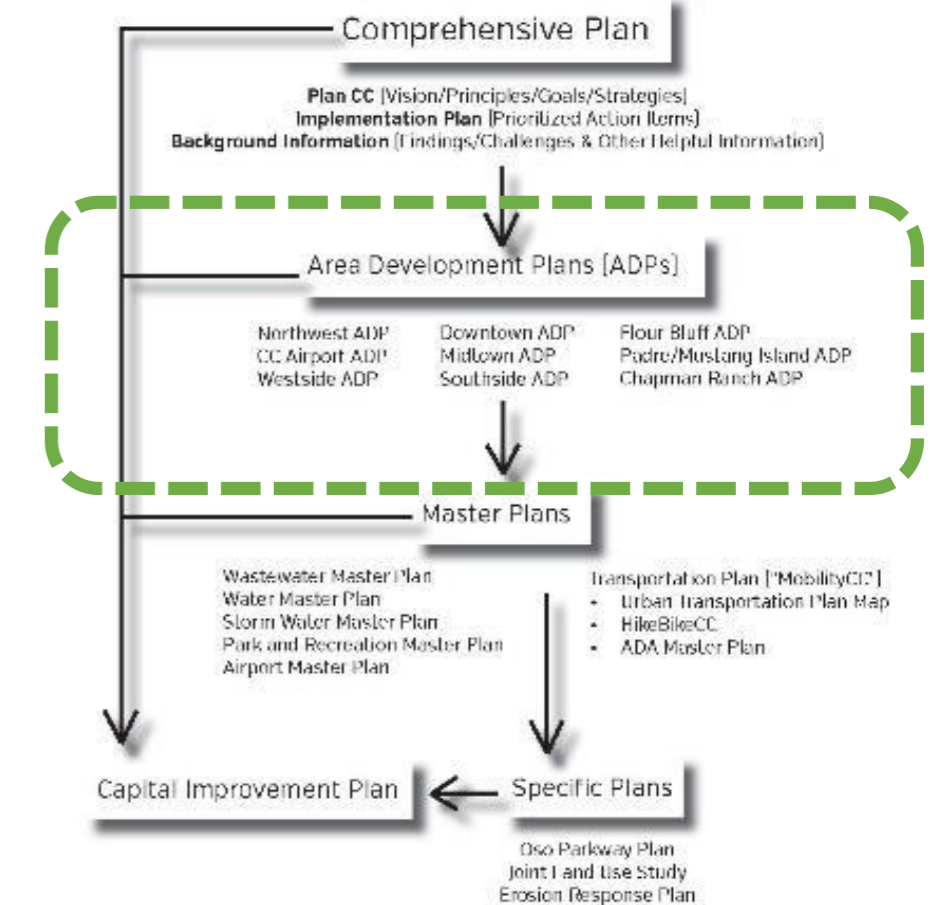 Comprehensive Plan
Plan CC [Vision/Principles/Goals/Strategies]
Implementation Plan [Prioritized Action Items]
Background Information [Findings/Challenges & Other Helpful Information]
Area Development Plans [ADPs]
Northwest ADP
CC Airport ADP
Westside ADP
Downtown ADP
Midtown ADP
Southside ADP
Flour Bluff ADP
Padre/Mustang Island ADP
Chapman Ranch ADP
Master Plans
Wastewater Master Plan
Water Master Plan
Storm Water Master Plan
Park and Recreation Master Plan
Airport Master Plan
Transportation Plan ["MobilityCC"]
• Urban Transportation Plan Map
• HikeBikeCC
• ADA Master Plan
Capital Improvement Plan
Specific Plans
Oso Parkway Plan
Joint Land Use Study
Erosion Response Plan